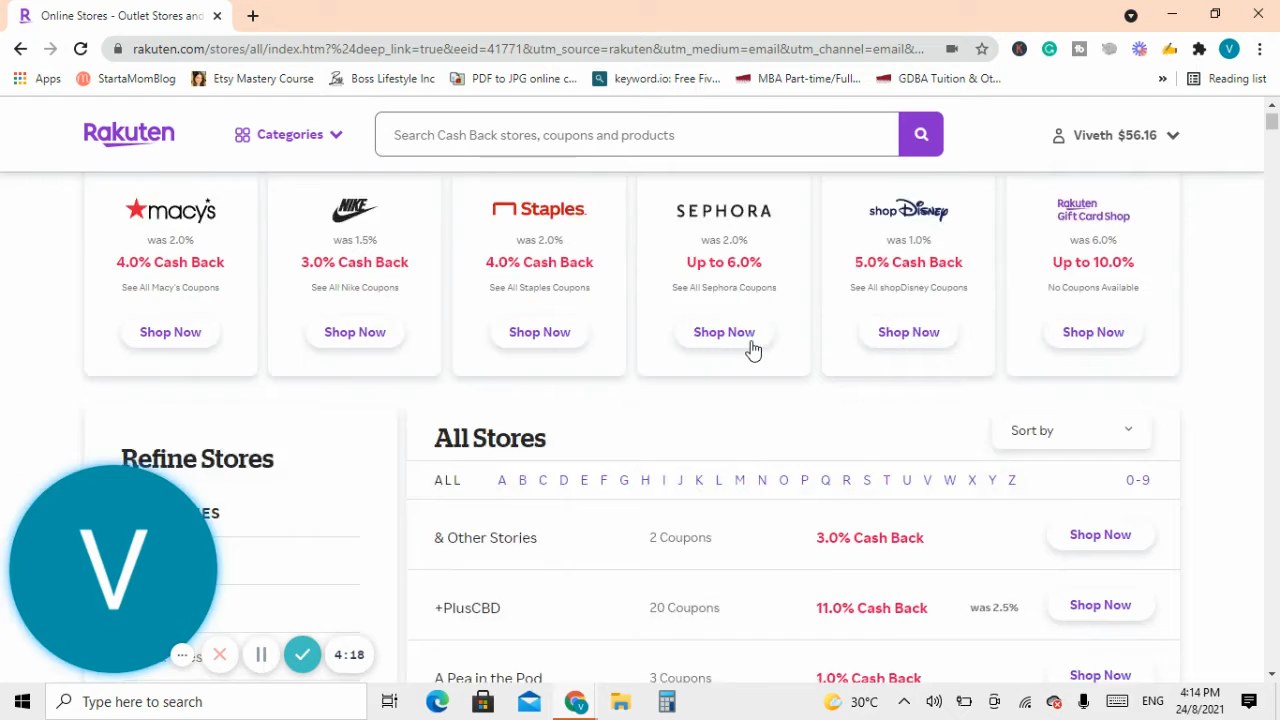 Online Stores - Outlet Stores and
rakuten.com/stores/all/index.htm?%24deep_link=true&eeid=41771&utm_source=rakuten&utm_medium=email&utm_channel=email&...
Apps StartaMomBlog Etsy Mastery Course Boss Lifestyle Inc PDF to JPG online c... keyword.io: Free Fiv... MBA Part-time/Full... GDBA Tuition & Ot... » Reading list
Rakuten Categories Search Cash Back stores, coupons and products Viveth $56.16
macy's NIKE Staples. SEPHORA shop Disney Rakuten Gift Card Shop
was 2.0% was 1.5% was 2.0% was 2.0% was 1.0% was 6.0%
4.0% Cash Back 3.0% Cash Back 4.0% Cash Back Up to 6.0% 5.0% Cash Back Up to 10.0%
See All Macy's Coupons See All Nike Coupons See All Staples Coupons See All Sephora Coupons See All shopDisney Coupons No Coupons Available
Shop Now Shop Now Shop Now Shop Now Shop Now Shop Now
Refine Stores
All Stores Sort by
ALL A B C D E F G H I J K L M N O P Q R S T U V W X Y Z 0-9
& Other Stories 2 Coupons 3.0% Cash Back Shop Now
+PlusCBD 20 Coupons 11.0% Cash Back was 2.5% Shop Now
A Pea in the Pod 3 Coupons 1.0% Cash Back Shop Now
V
4:18
Type here to search 30°C ENG 4:14 PM
24/8/2021